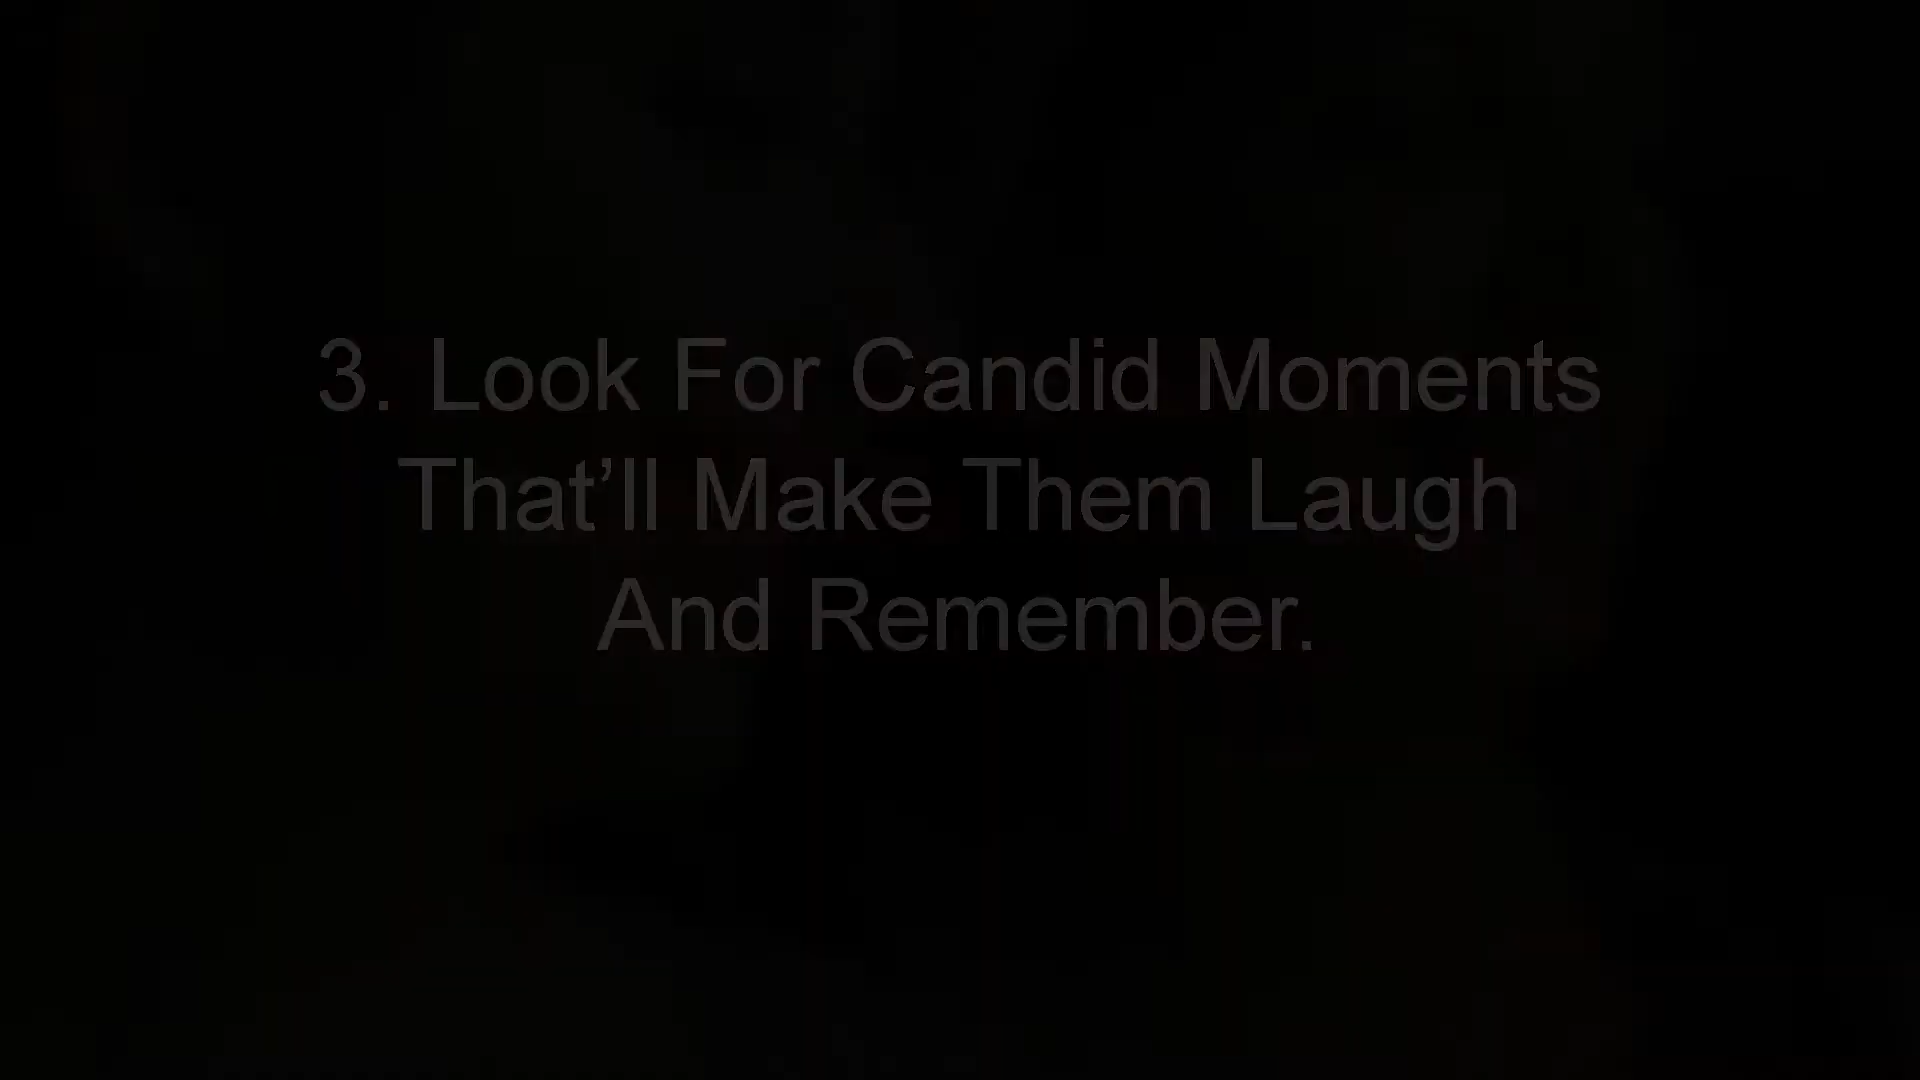 3. Look For Candid Moments
That’ll Make Them Laugh
And Remember.